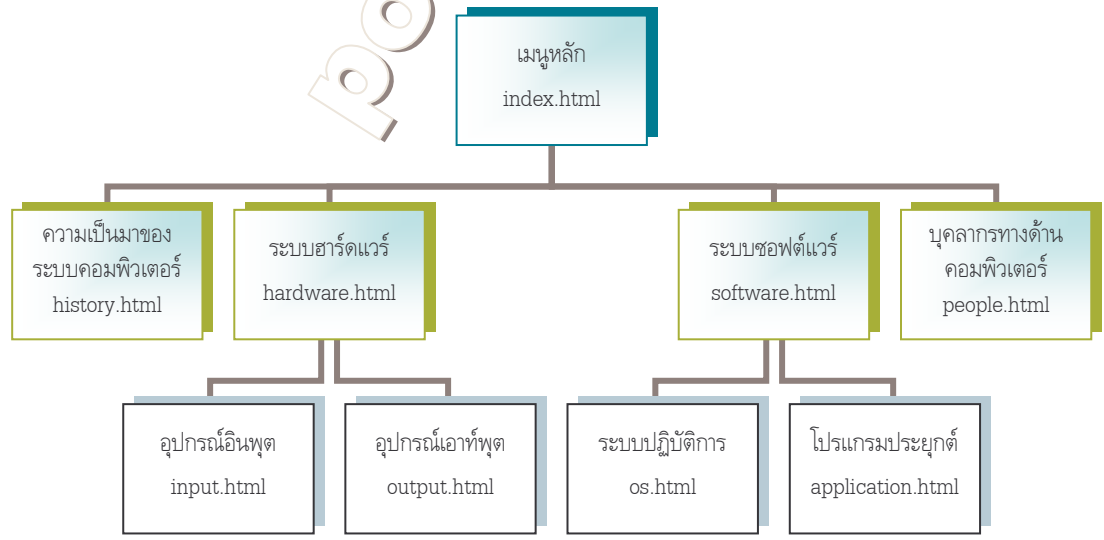 เมนูหลัก
index.html
ความเป็นมาของ
ระบบคอมพิวเตอร์
history.html
ระบบฮาร์ดแวร์
hardware.html
ระบบซอฟต์แวร์
software.html
บุคลากรทางด้าน
คอมพิวเตอร์
people.html
อุปกรณ์อินพุต
input.html
อุปกรณ์เอาท์พุต
output.html
ระบบปฏิบัติการ
os.html
โปรแกรมประยุกต์
application.html